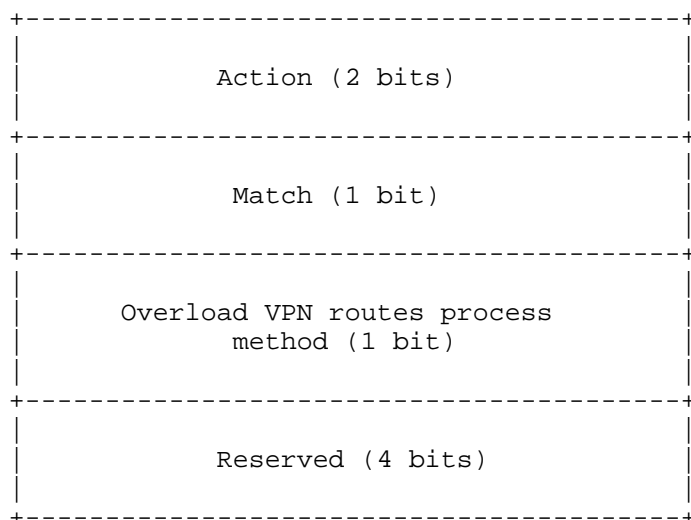 Action (2 bits)
Match (1 bit)
Overload VPN routes process
method (1 bit)
Reserved (4 bits)